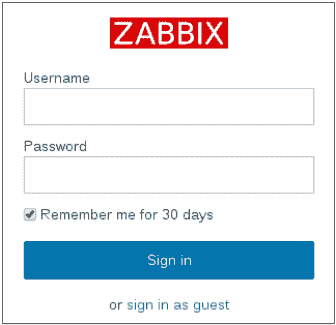 ZABBIX
Username
Password
Remember me for 30 days
Sign in
or sign in as guest